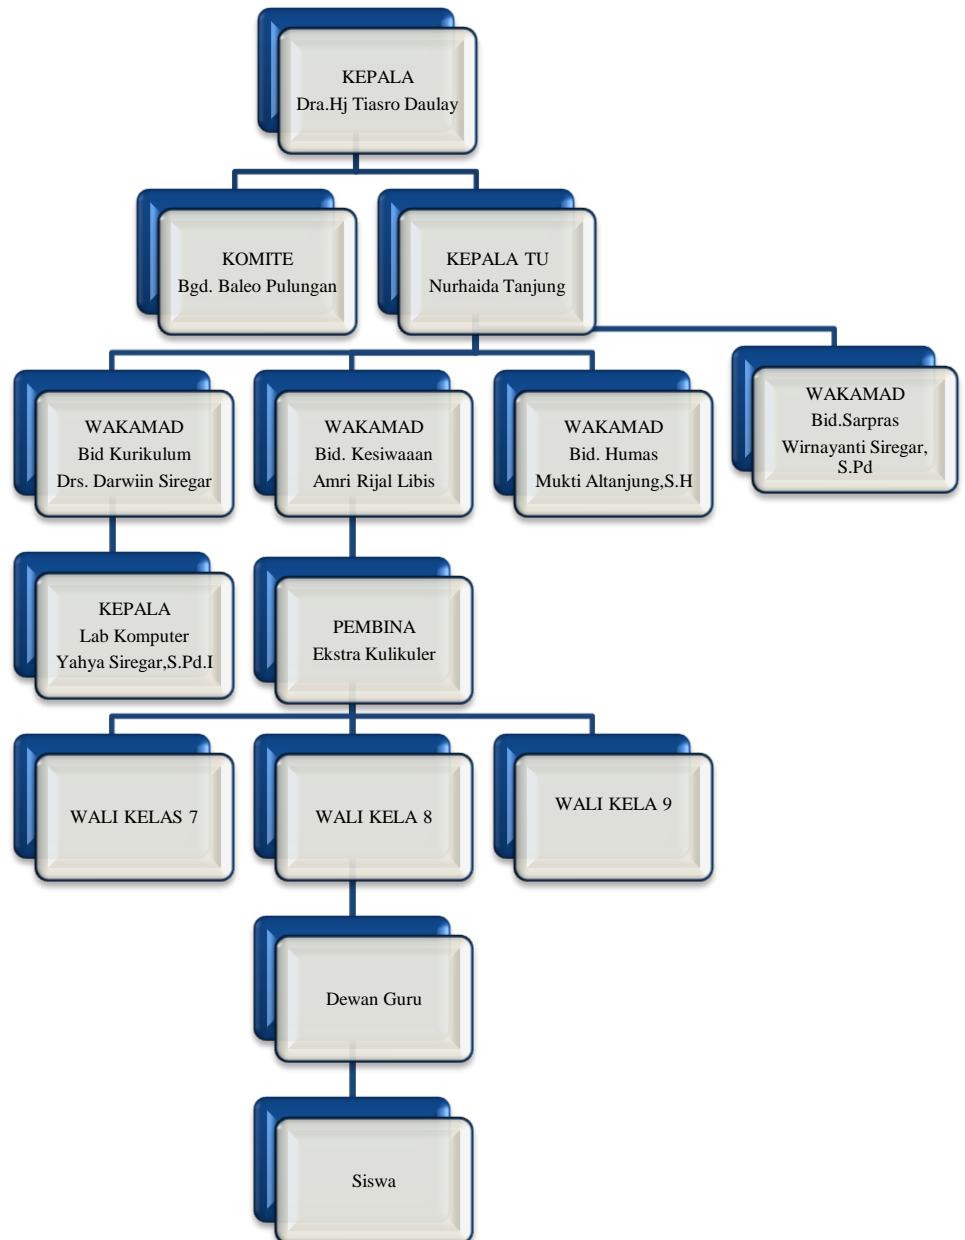 KEPALA
Dra.Hj Tiasro Daulay
KOMITE
Bgd. Baleo Pulungan
KEPALA TU
Nurhaida Tanjung
WAKAMAD
Bid Kurikulum
Drs. Darwiin Siregar
WAKAMAD
Bid. Kesiwaaan
Amri Rijal Libis
WAKAMAD
Bid. Humas
Mukti Altanjung,S.H
WAKAMAD
Bid.Sarpras
Wirnayanti Siregar,
S.Pd
KEPALA
Lab Komputer
Yahya Siregar,S.Pd.I
PEMBINA
Ekstra Kulikuler
WALI KELAS 7
WALI KELA 8
WALI KELA 9
Dewan Guru
Siswa